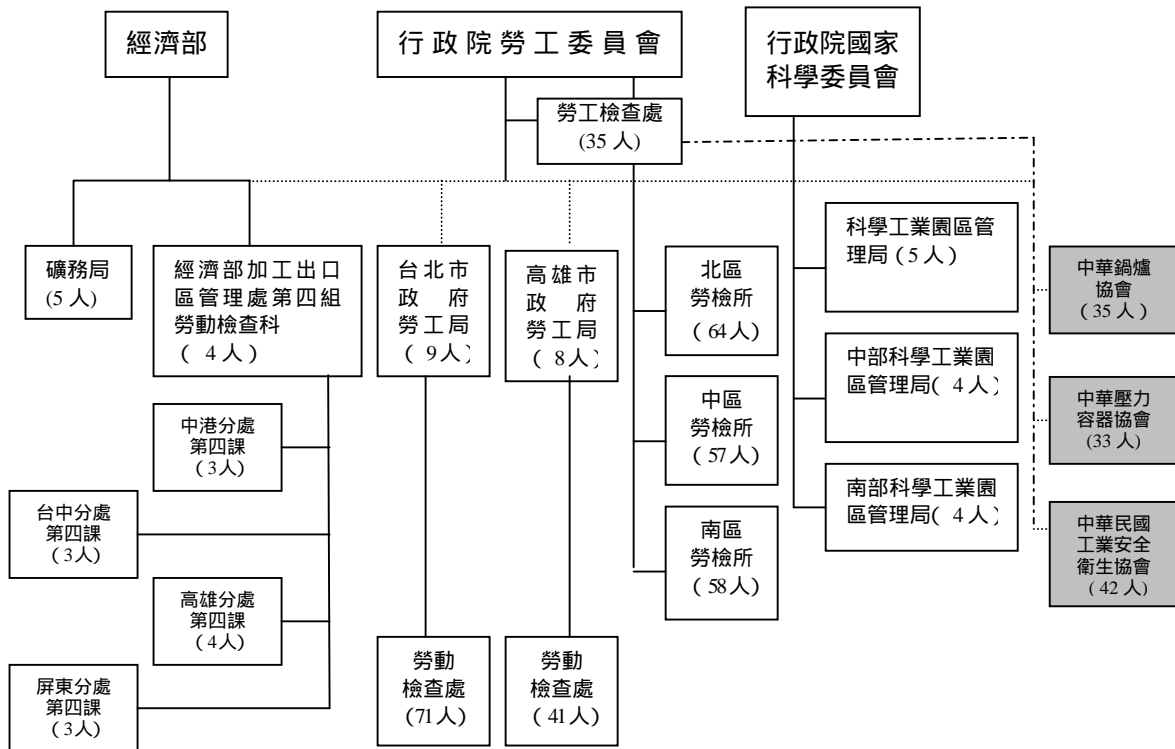 經濟部
行政院勞工委員會
行政院國家
科學委員會
勞工檢查處
(35 人)
礦務局
(5 人)
經濟部加工出口
區管理處第四組
勞動檢查科
( 4人)
台北市
政府
勞工局
( 9人)
高雄市
政府
勞工局
( 8人)
北區
勞檢所
(64人)
中區
勞檢所
(57人)
南區
勞檢所
(58人)
科學工業園區管
理局 (5 人)
中部科學工業園
區管理局( 4人)
南部科學工業園
區管理局( 4人)
中華鍋爐
協會
(35 人)
中華壓力
容器協會
(33 人)
中華民國
工業安全
衛生協會
(42 人)
中港分處
第四課
(3人)
台中分處
第四課
(3人)
高雄分處
第四課
(4人)
屏東分處
第四課
(3人)
勞動
檢查處
(71人)
勞動
檢查處
(41人)